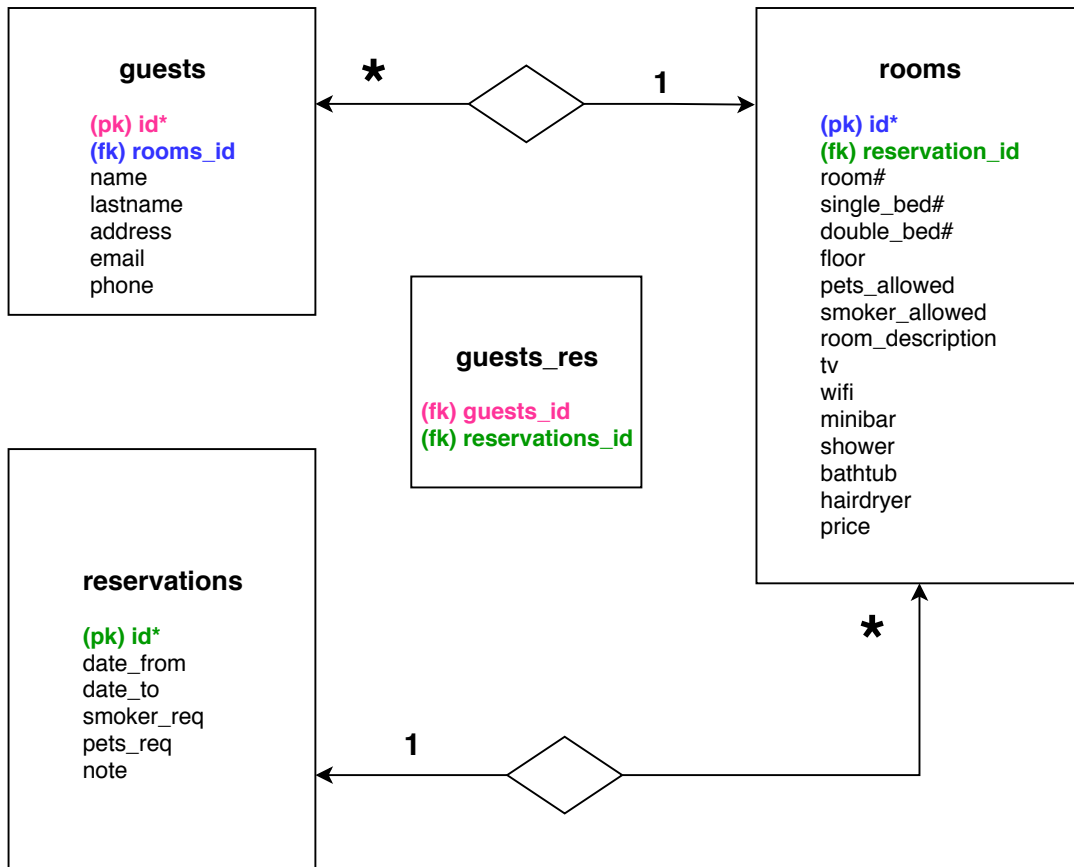 guests
(pk) id*
(fk) rooms_id
name
lastname
address
email
phone
*
1
rooms
(pk) id*
(fk) reservation_id
room#
single_bed#
double_bed#
floor
pets_allowed
smoker_allowed
room_description
tv
wifi
minibar
shower
bathtub
hairdryer
price
guests_res
(fk) guests_id
(fk) reservations_id
reservations
(pk) id*
date_from
date_to
smoker_req
pets_req
note
1
*